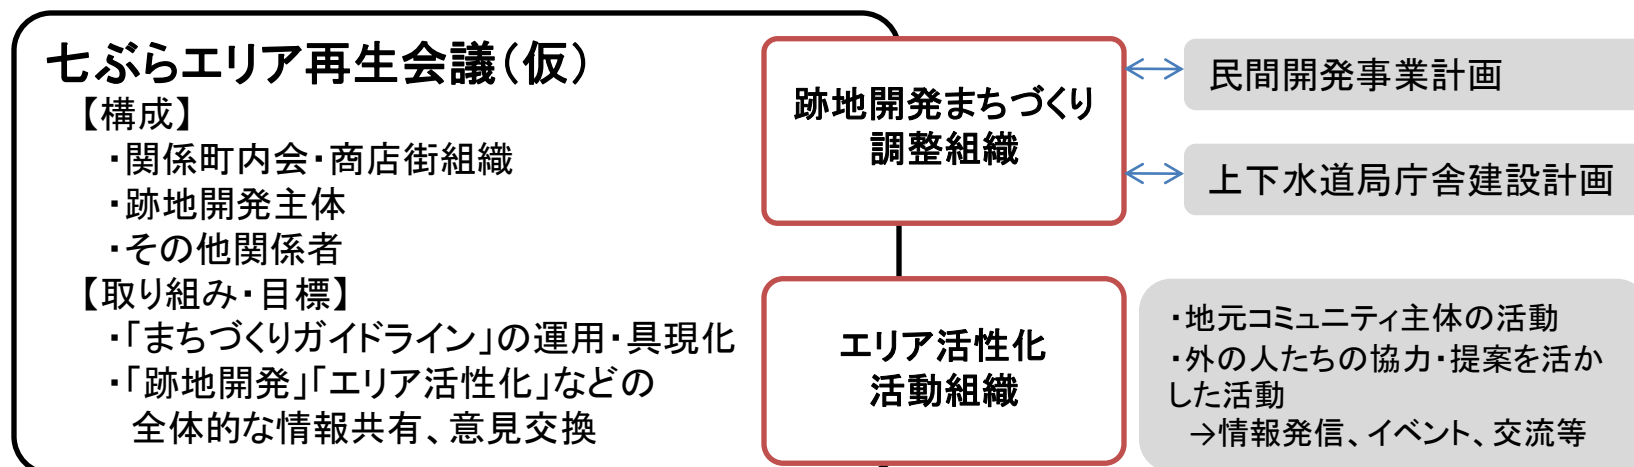 七ぶらエリア再生会議(仮)
【構成】
・関係町内会・商店街組織
・跡地開発主体
・その他関係者
【取り組み・目標】
・「まちづくりガイドライン」の運用・具現化
・「跡地開発」「エリア活性化」などの
全体的な情報共有、意見交換
跡地開発まちづくり
調整組織
民間開発事業計画
上下水道局庁舎建設計画
エリア活性化
活動組織
・地元コミュニティ主体の活動
・外の人たちの協力・提案を活か
した活動
→情報発信、イベント、交流等